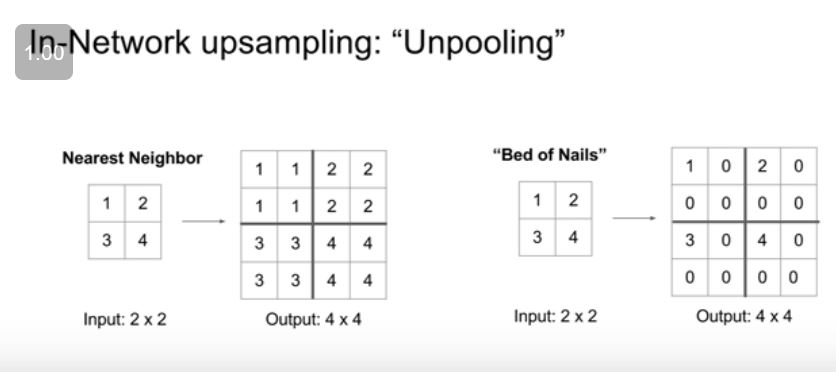 In-Network upsampling: “Unpooling”
1.00
Nearest Neighbor
1 2
3 4
Input: 2 x 2
1 1 2 2
1 1 2 2
3 3 4 4
3 3 4 4
Output: 4 x 4
“Bed of Nails”
1 2
3 4
Input: 2 x 2
1 0 2 0
0 0 0 0
3 0 4 0
0 0 0 0
Output: 4 x 4